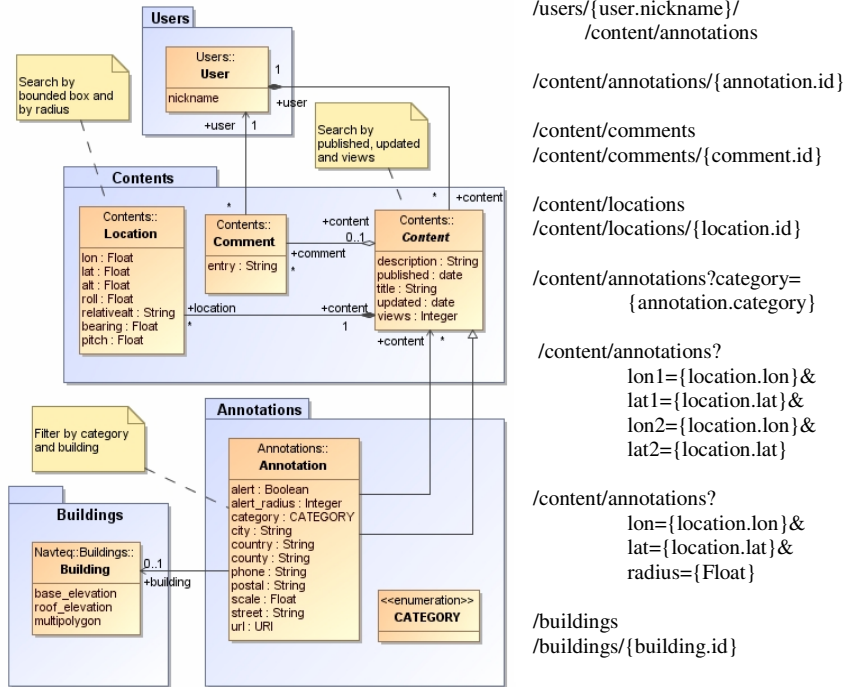 Users
Users::
User
nickname
1
+user
+user
1
Search by
bounded box and
by radius
Search by
published, updated
and views
Contents
Contents::
Location
lon : Float
lat : Float
alt : Float
roll : Float
relativealt : String
bearing : Float
pitch : Float
*
Contents::
Comment
entry : String
+content
0..1
+comment
*
*
+content
Contents::
Content
description : String
published : date
title : String
updated : date
views : Integer
+location
*
+content
1
+content
*
Filter by category
and building
Annotations
Annotations::
Annotation
alert : Boolean
alert_radius : Integer
category : CATEGORY
city : String
country : String
county : String
phone : String
postal : String
scale : Float
street : String
url : URI
<<enumeration>>
CATEGORY
Buildings
Navteq::Buildings::
Building
base_elevation
roof_elevation
multipolygon
0..1
+building
/users/{user.nickname}/
/content/annotations
/content/annotations/{annotation.id}
/content/comments
/content/comments/{comment.id}
/content/locations
/content/locations/{location.id}
/content/annotations?category=
{annotation.category}
/content/annotations?
lon1={location.lon}&
lat1={location.lat}&
lon2={location.lon}&
lat2={location.lat}
/content/annotations?
lon={location.lon}&
lat={location.lat}&
radius={Float}
/buildings
/buildings/{building.id}